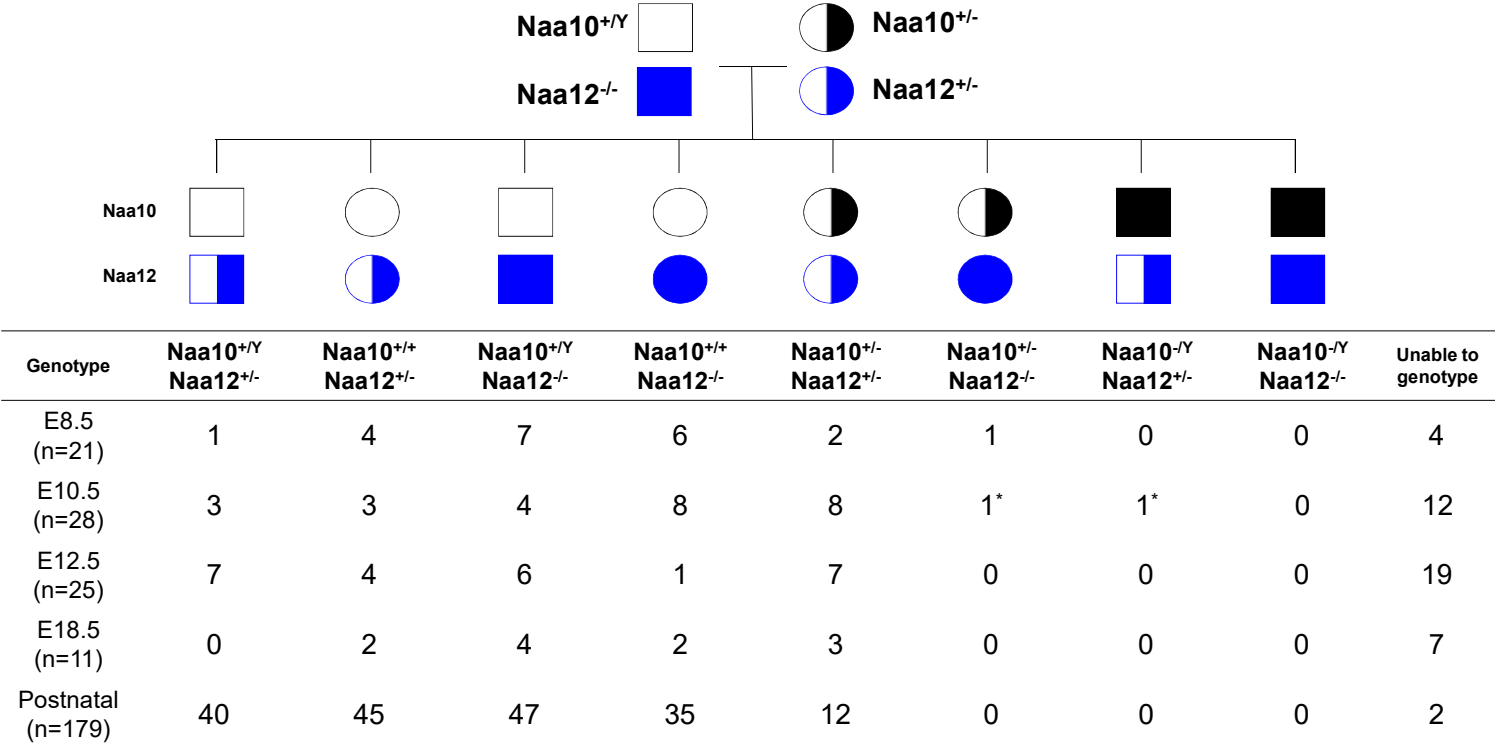 Naa10+/Y Naa10+/-
Naa12-/- Naa12+/-
Naa10
Naa12
Genotype Naa10+/Y Naa12+/- Naa10+/+ Naa12+/- Naa10+/Y Naa12-/- Naa10+/+ Naa12-/- Naa10+/- Naa12+/- Naa10+/- Naa12-/- Naa10-/Y Naa12+/- Naa10-/Y Naa12-/- Unable to genotype
E8.5 (n=21) 1 4 7 6 2 1 0 0 4
E10.5 (n=28) 3 3 4 8 8 1* 1* 0 12
E12.5 (n=25) 7 4 6 1 7 0 0 0 19
E18.5 (n=11) 0 2 4 2 3 0 0 0 7
Postnatal (n=179) 40 45 47 35 12 0 0 0 2